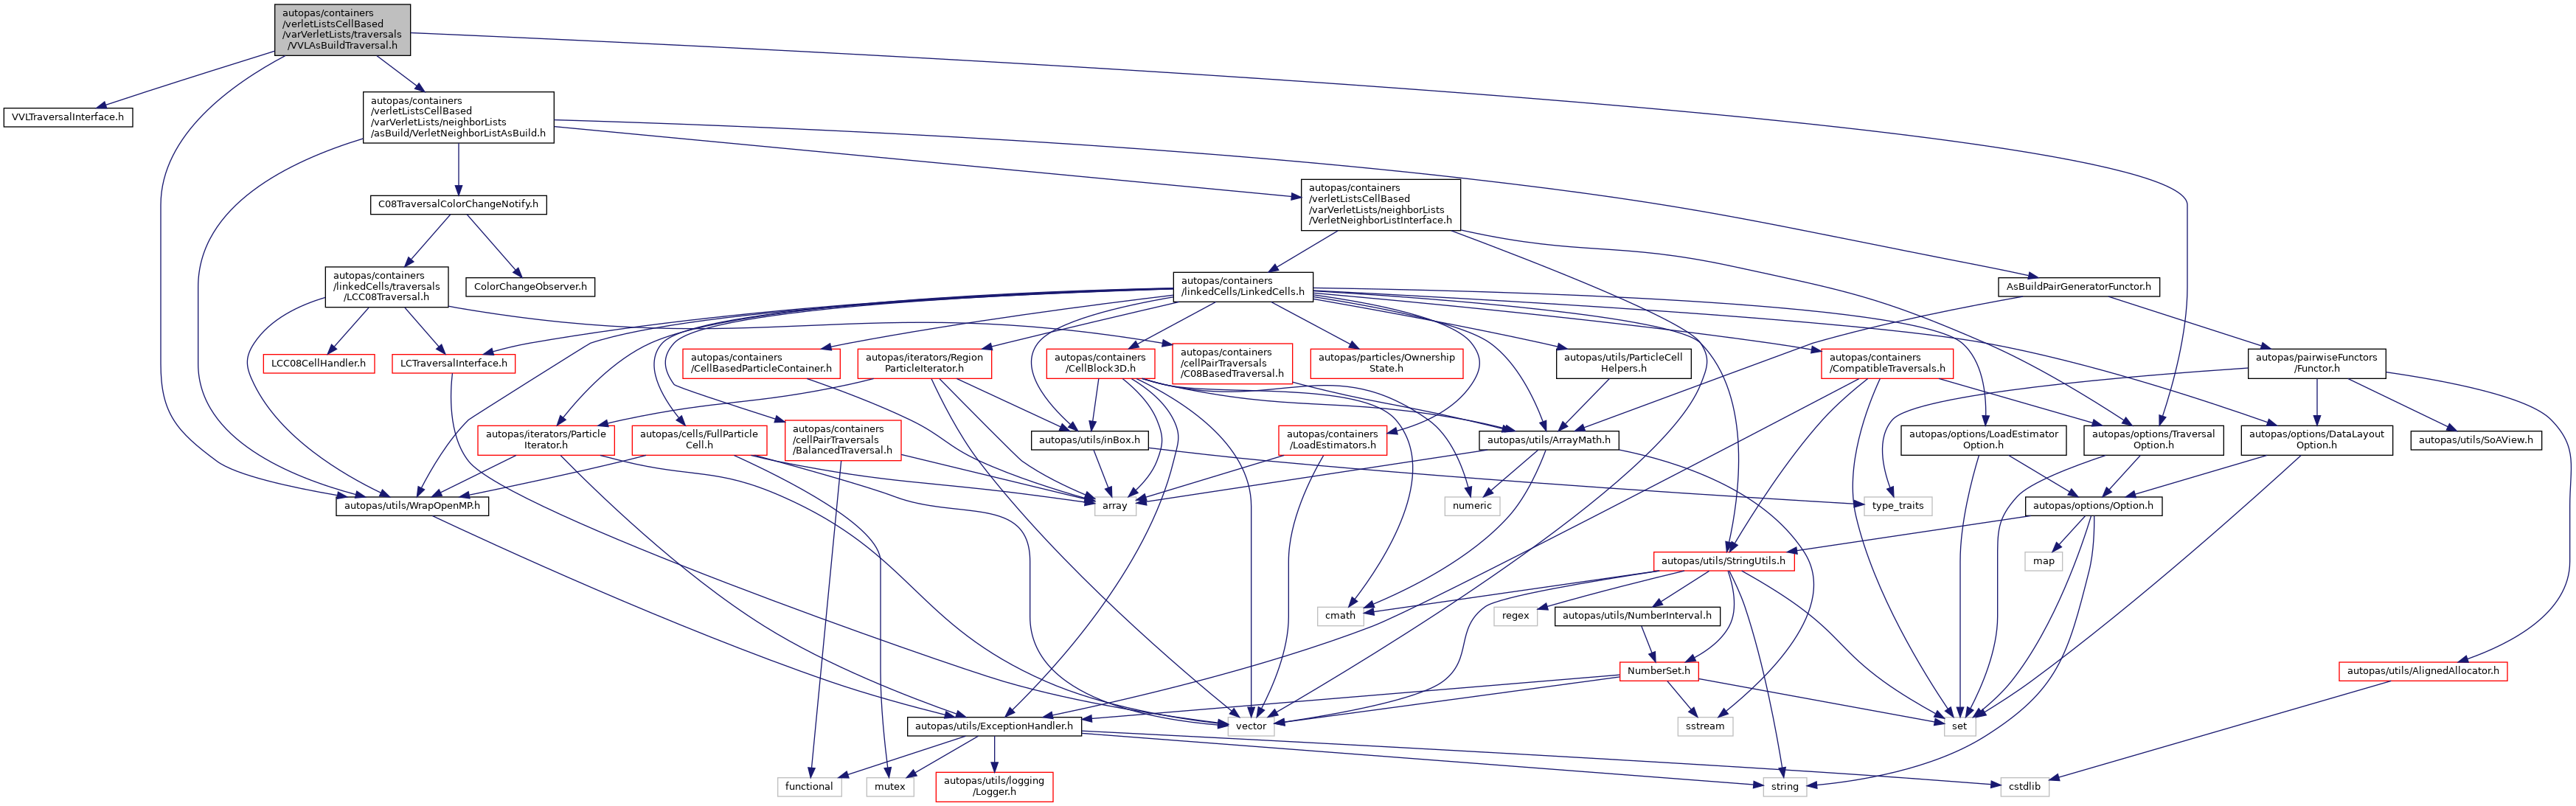 autopas/containers
/verletListsCellBased
/varVerletLists/traversals
/VVLAsBuildTraversal.h
VVLTraversalInterface.h
autopas/containers
/verletListsCellBased
/varVerletLists/neighborLists
/asBuild/VerletNeighborListAsBuild.h
C08TraversalColorChangeNotify.h
autopas/containers
/verletListsCellBased
/varVerletLists/neighborLists
/VerletNeighborListInterface.h
autopas/containers
/linkedCells/traversals
/LCC08Traversal.h
ColorChangeObserver.h
autopas/containers
/linkedCells/LinkedCells.h
AsBuildPairGeneratorFunctor.h
LCC08CellHandler.h
LCTraversalInterface.h
autopas/containers
/CellBasedParticleContainer.h
autopas/iterators/Region
ParticleIterator.h
autopas/containers
/CellBlock3D.h
autopas/containers
/cellPairTraversals
/C08BasedTraversal.h
autopas/particles/Ownership
State.h
autopas/utils/ParticleCell
Helpers.h
autopas/containers
/CompatibleTraversals.h
autopas/pairwiseFunctors
/Functor.h
autopas/iterators/Particle
Iterator.h
autopas/cells/FullParticle
Cell.h
autopas/containers
/cellPairTraversals
/BalancedTraversal.h
autopas/utils/inBox.h
autopas/containers
/LoadEstimators.h
autopas/utils/ArrayMath.h
autopas/options/LoadEstimator
Option.h
autopas/options/Traversal
Option.h
autopas/options/DataLayout
Option.h
autopas/utils/SoAView.h
autopas/utils/WrapOpenMP.h
array
numeric
type_traits
autopas/options/Option.h
autopas/utils/StringUtils.h
map
cmath
regex
autopas/utils/NumberInterval.h
NumberSet.h
autopas/utils/AlignedAllocator.h
autopas/utils/ExceptionHandler.h
vector
sstream
set
functional
mutex
autopas/utils/logging
/Logger.h
string
cstdlib